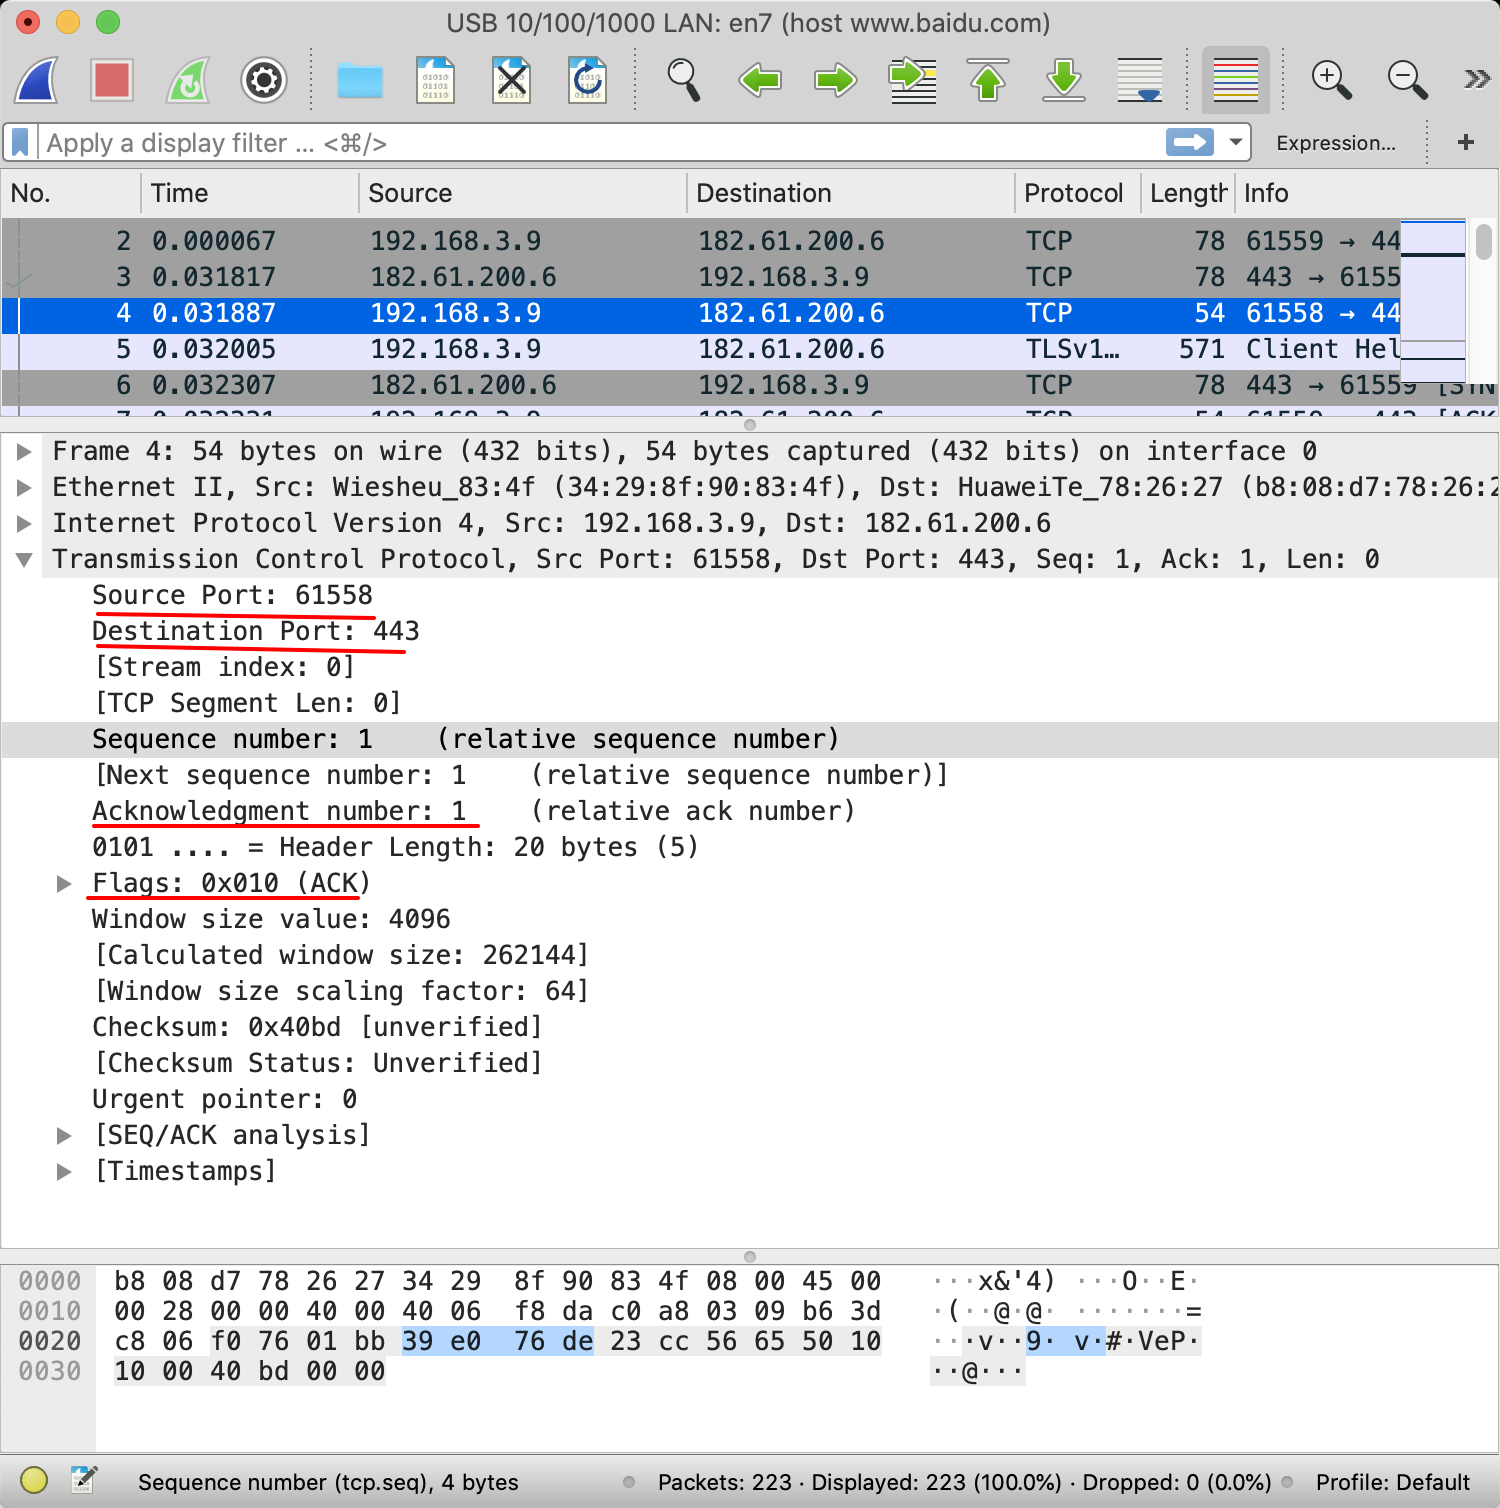 USB 10/100/1000 LAN: en7 (host www.baidu.com)
Apply a display filter ... <⌘/>
Expression...
+
No. Time Source Destination Protocol Length Info
2 0.000067 192.168.3.9 182.61.200.6 TCP 78 61559 → 44
3 0.031817 182.61.200.6 192.168.3.9 TCP 78 443 → 6155
4 0.031887 192.168.3.9 182.61.200.6 TCP 54 61558 → 44
5 0.032005 192.168.3.9 182.61.200.6 TLSv1… 571 Client Hel
6 0.032307 182.61.200.6 192.168.3.9 TCP 78 443 → 61559 [SYN
Frame 4: 54 bytes on wire (432 bits), 54 bytes captured (432 bits) on interface 0
Ethernet II, Src: Wiesheu_83:4f (34:29:8f:90:83:4f), Dst: HuaweiTe_78:26:27 (b8:08:d7:78:26:2
Internet Protocol Version 4, Src: 192.168.3.9, Dst: 182.61.200.6
Transmission Control Protocol, Src Port: 61558, Dst Port: 443, Seq: 1, Ack: 1, Len: 0
Source Port: 61558
Destination Port: 443
[Stream index: 0]
[TCP Segment Len: 0]
Sequence number: 1 (relative sequence number)
[Next sequence number: 1 (relative sequence number)]
Acknowledgment number: 1 (relative ack number)
0101 .... = Header Length: 20 bytes (5)
Flags: 0x010 (ACK)
Window size value: 4096
[Calculated window size: 262144]
[Window size scaling factor: 64]
Checksum: 0x40bd [unverified]
[Checksum Status: Unverified]
Urgent pointer: 0
[SEQ/ACK analysis]
[Timestamps]
0000 b8 08 d7 78 26 27 34 29 8f 90 83 4f 08 00 45 00 ···x&'4) ···O··E·
0010 00 28 00 00 40 00 40 06 f8 da c0 a8 03 09 b6 3d ·(··@·@· ·······=
0020 c8 06 f0 76 01 bb 39 e0 76 de 23 cc 56 65 50 10 ···v··9· v·#·VeP·
0030 10 00 40 bd 00 00 ··@···
Sequence number (tcp.seq), 4 bytes
Packets: 223 · Displayed: 223 (100.0%) · Dropped: 0 (0.0%)
Profile: Default